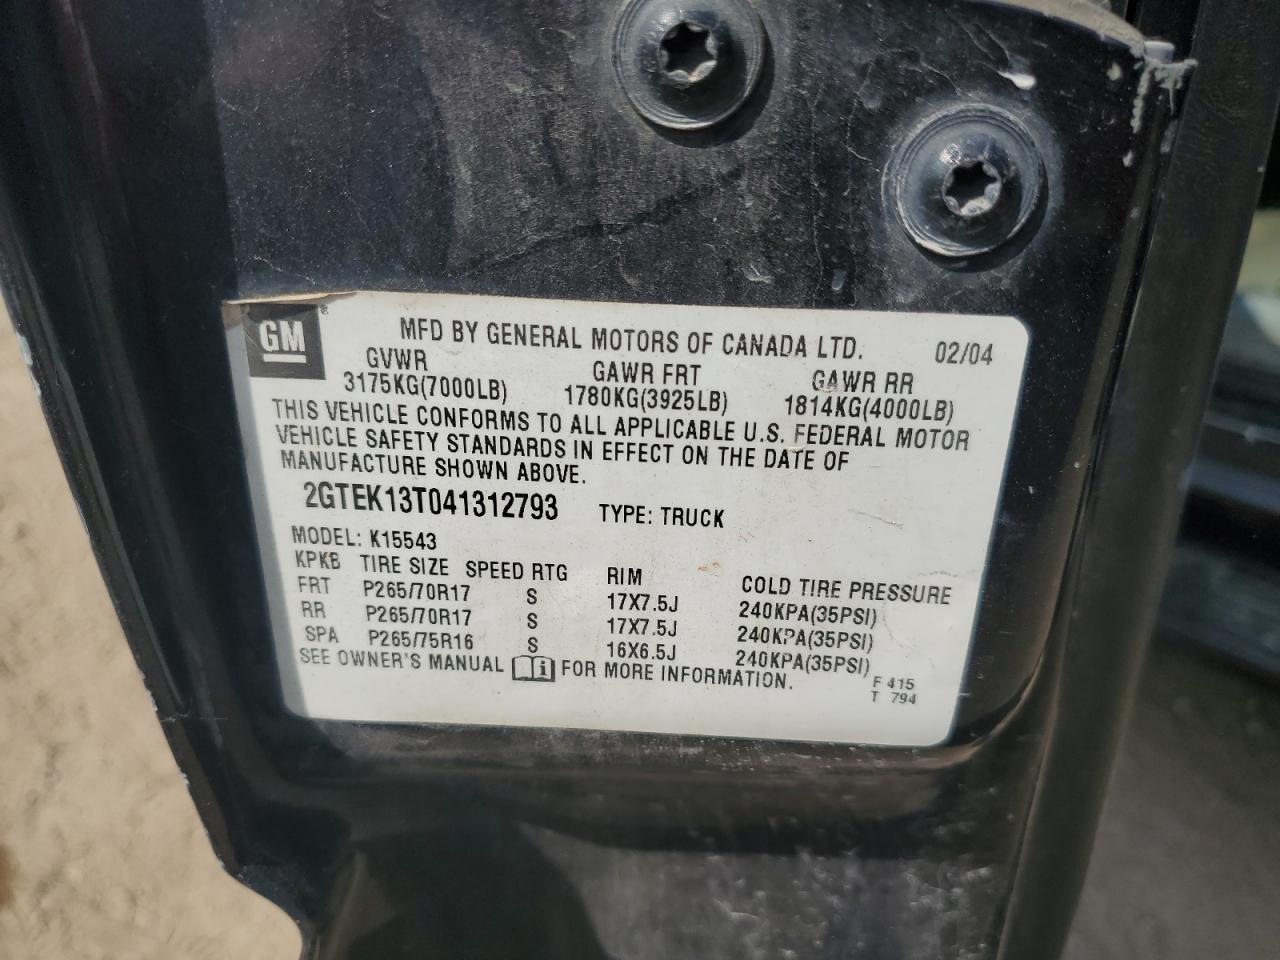 GM ® MFD BY GENERAL MOTORS OF CANADA LTD. 02/04
GVWR GAWR FRT GAWR RR
3175KG(7000LB) 1780KG(3925LB) 1814KG(4000LB)
THIS VEHICLE CONFORMS TO ALL APPLICABLE U.S. FEDERAL MOTOR
VEHICLE SAFETY STANDARDS IN EFFECT ON THE DATE OF
MANUFACTURE SHOWN ABOVE.
2GTEK13T041312793 TYPE: TRUCK
MODEL: K15543
KPKB TIRE SIZE SPEED RTG RIM COLD TIRE PRESSURE
FRT P265/70R17 S 17X7.5J 240KPA(35PSI)
RR P265/70R17 S 17X7.5J 240KPA(35PSI)
SPA P265/75R16 S 16X6.5J 240KPA(35PSI)
SEE OWNER'S MANUAL i FOR MORE INFORMATION.
F 415
T 794